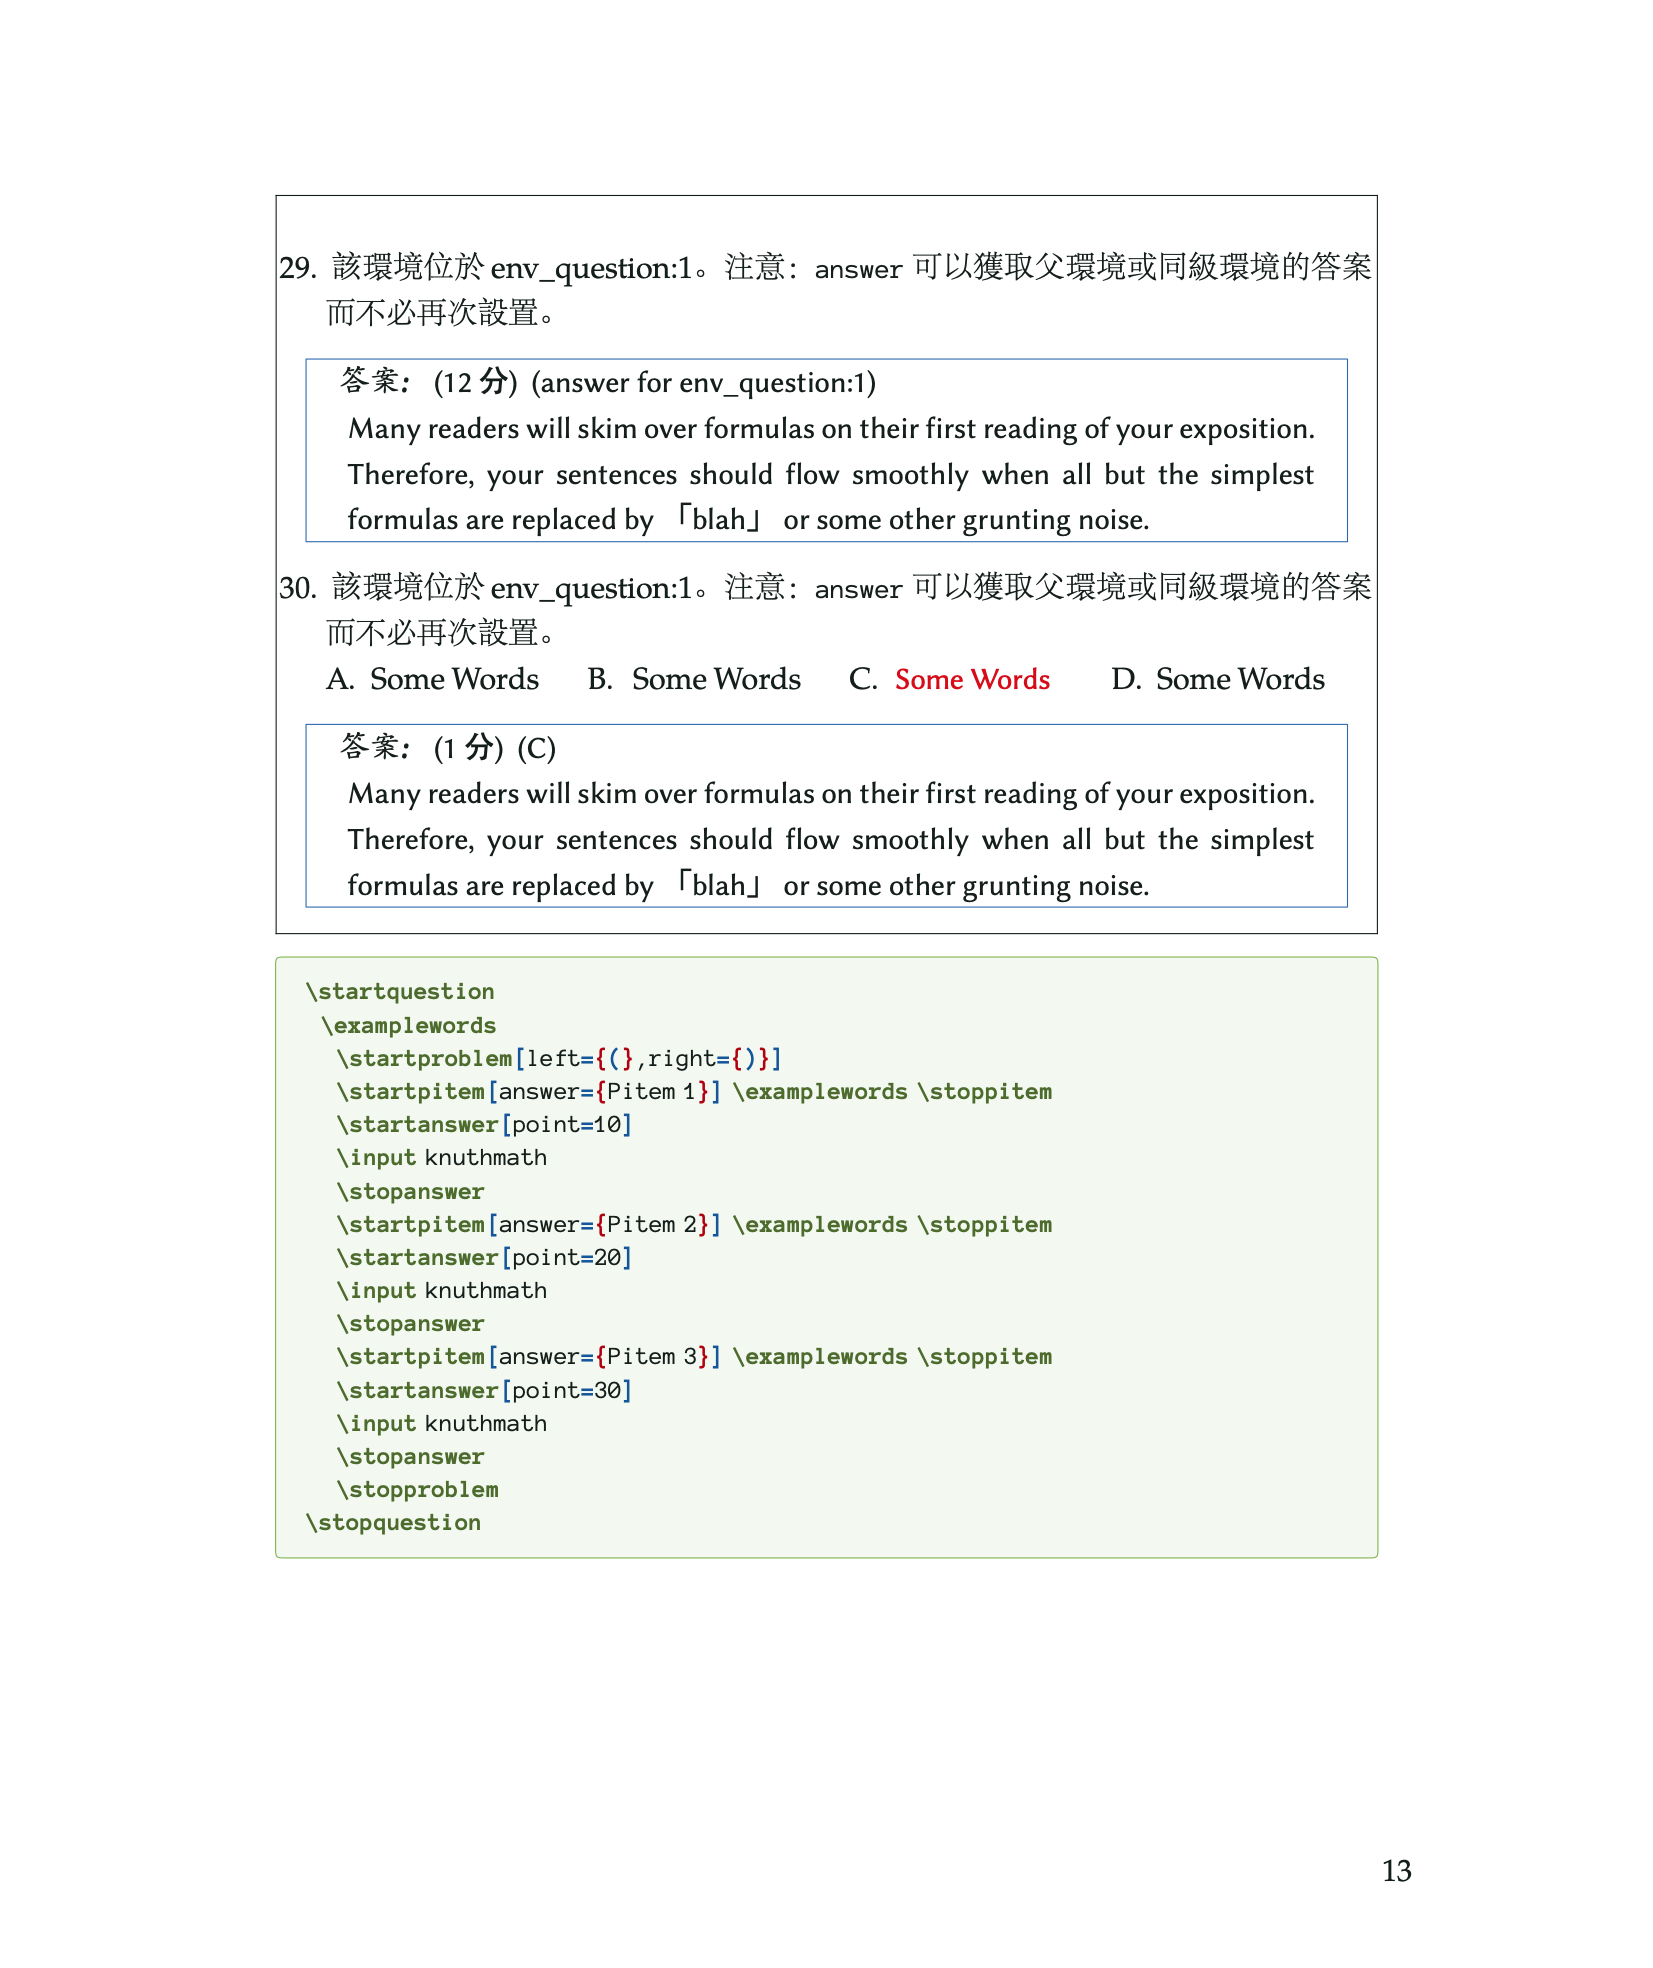 29. 該環境位於 env_question:1。注意：answer 可以獲取父環境或同級環境的答案
而不必再次設置。
答案： (12 分) (answer for env_question:1)
Many readers will skim over formulas on their first reading of your exposition.
Therefore, your sentences should flow smoothly when all but the simplest
formulas are replaced by 「blah」 or some other grunting noise.
30. 該環境位於 env_question:1。注意：answer 可以獲取父環境或同級環境的答案
而不必再次設置。
A. Some Words B. Some Words C. Some Words D. Some Words
答案： (1 分) (C)
Many readers will skim over formulas on their first reading of your exposition.
Therefore, your sentences should flow smoothly when all but the simplest
formulas are replaced by 「blah」 or some other grunting noise.
\startquestion
\examplewords
\startproblem[left={(},right={)}]
\startpitem[answer={Pitem 1}] \examplewords \stoppitem
\startanswer[point=10]
\input knuthmath
\stopanswer
\startpitem[answer={Pitem 2}] \examplewords \stoppitem
\startanswer[point=20]
\input knuthmath
\stopanswer
\startpitem[answer={Pitem 3}] \examplewords \stoppitem
\startanswer[point=30]
\input knuthmath
\stopanswer
\stopproblem
\stopquestion
13